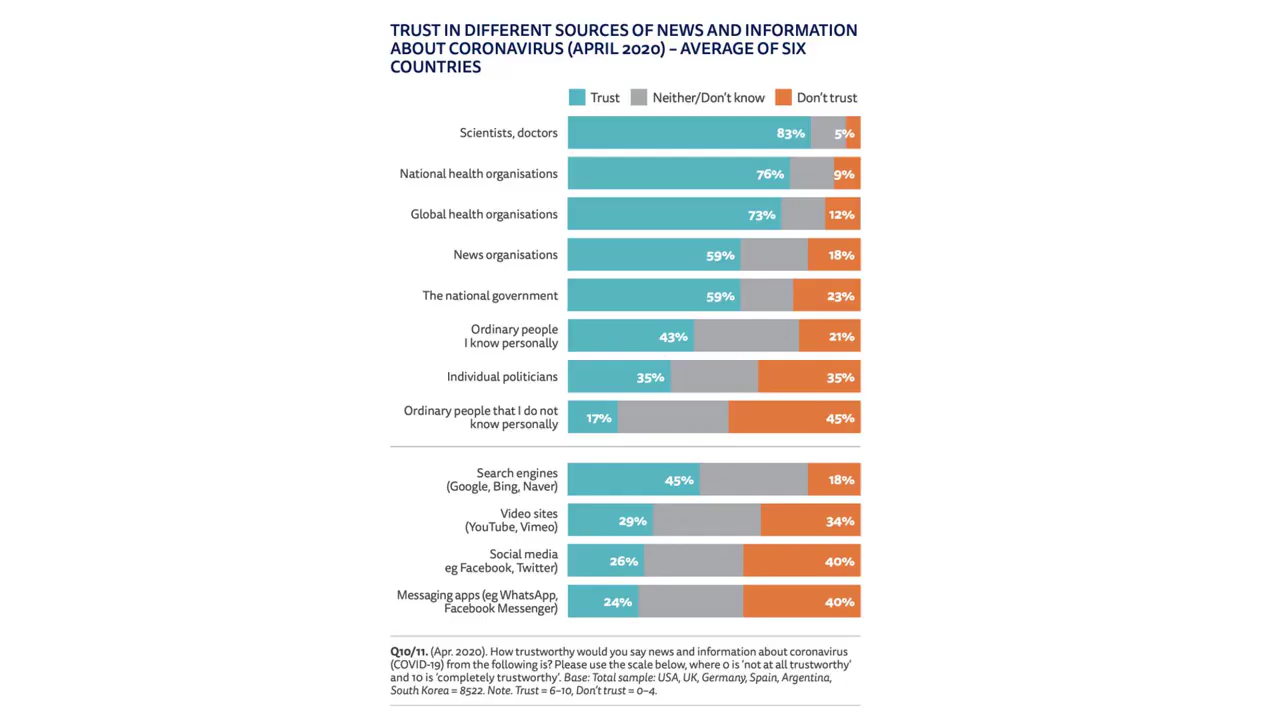 TRUST IN DIFFERENT SOURCES OF NEWS AND INFORMATION
ABOUT CORONAVIRUS (APRIL 2020) – AVERAGE OF SIX
COUNTRIES
Trust Neither/Don't know Don't trust
Scientists, doctors 83% 5%
National health organisations 76% 9%
Global health organisations 73% 12%
News organisations 59% 18%
The national government 59% 23%
Ordinary people
I know personally 43% 21%
Individual politicians 35% 35%
Ordinary people that I do not
know personally 17% 45%
Search engines
(Google, Bing, Naver) 45% 18%
Video sites
(YouTube, Vimeo) 29% 34%
Social media
eg Facebook, Twitter) 26% 40%
Messaging apps (eg WhatsApp,
Facebook Messenger) 24% 40%
Q10/11. (Apr. 2020). How trustworthy would you say news and information about coronavirus
(COVID-19) from the following is? Please use the scale below, where 0 is 'not at all trustworthy'
and 10 is 'completely trustworthy'. Base: Total sample: USA, UK, Germany, Spain, Argentina,
South Korea = 8522. Note. Trust = 6–10, Don't trust = 0–4.